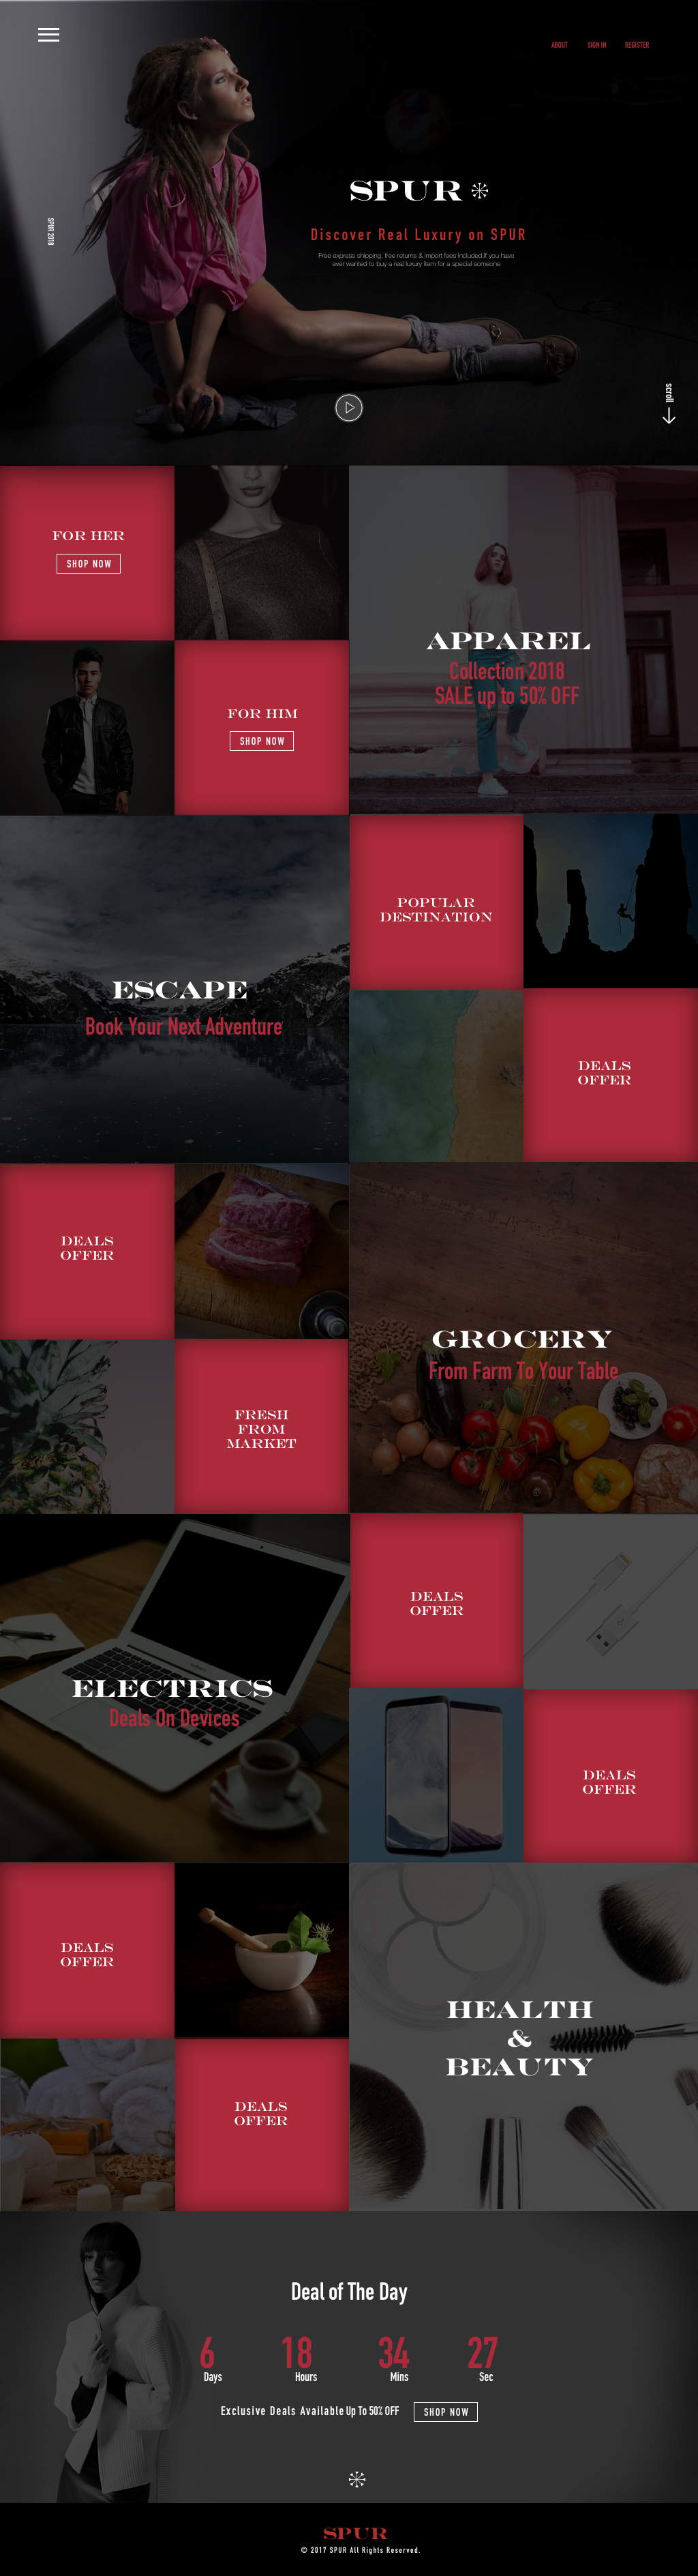 ABOUT SIGN IN REGISTER
SPUR
SPUR 2018
Discover Real Luxury on SPUR
Free express shipping, free returns & import fees included.If you have
ever wanted to buy a real luxury item for a special someone
scroll
FOR HER
SHOP NOW
FOR HIM
SHOP NOW
APPAREL
Collection 2018
SALE up to 50% OFF
ESCAPE
Book Your Next Adventure
POPULAR
DESTINATION
DEALS
OFFER
DEALS
OFFER
FRESH
FROM
MARKET
GROCERY
From Farm To Your Table
ELECTRICS
Deals On Devices
DEALS
OFFER
DEALS
OFFER
DEALS
OFFER
DEALS
OFFER
HEALTH
&
BEAUTY
Deal of The Day
6 18 34 27
Days Hours Mins Sec
Exclusive Deals Available Up To 50% OFF SHOP NOW
SPUR
© 2017 SPUR All Rights Reserved.